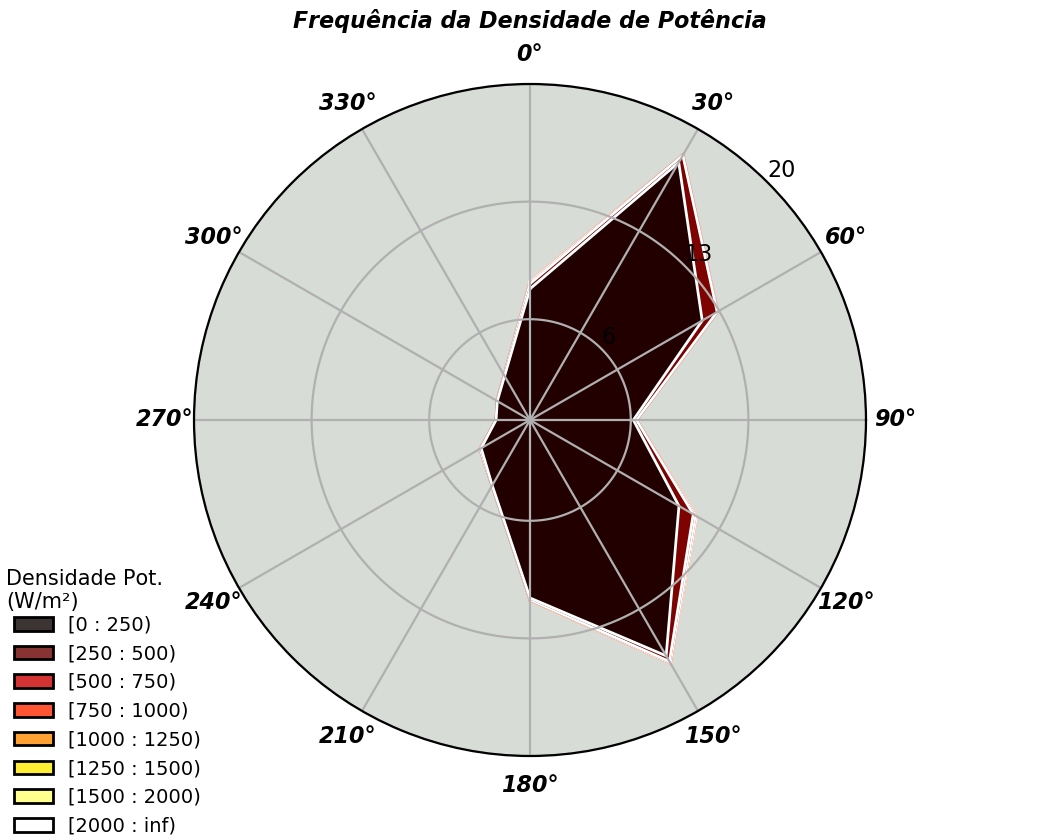 Frequência da Densidade de Potência
0°
330°
30°
20
300°
60°
13
6
270°
90°
240°
120°
210°
150°
180°
Densidade Pot.
(W/m²)
[0 : 250)
[250 : 500)
[500 : 750)
[750 : 1000)
[1000 : 1250)
[1250 : 1500)
[1500 : 2000)
[2000 : inf)